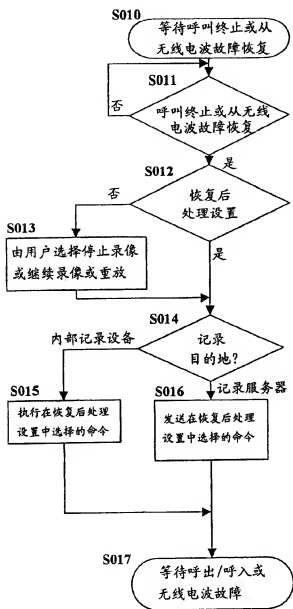 S010
等待呼叫终止或从
无线电波故障恢复
S011
呼叫终止或从无线
电波故障恢复
否
是
S012
恢复后
处理设置
否
是
S013
由用户选择停止录像
或继续录像或重放
S014
记录
目的地?
内部记录设备
记录服务器
S015
执行在恢复后处理
设置中选择的命令
S016
发送在恢复后处理
设置中选择的命令
S017
等待呼出/呼入或
无线电波故障